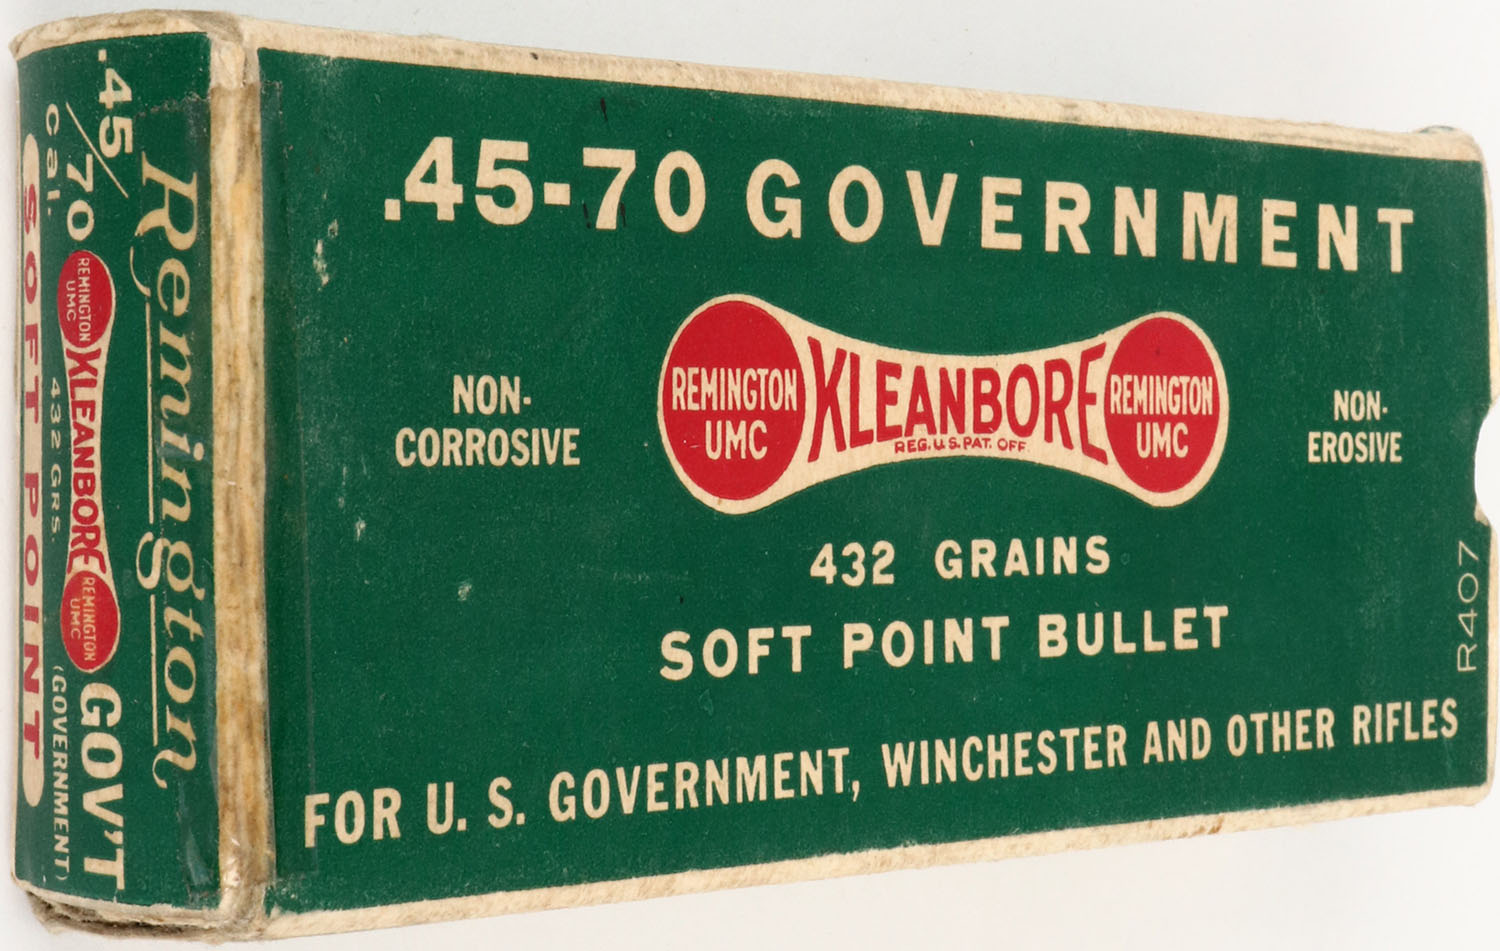 .45-70 GOVERNMENT
NON-
CORROSIVE
REMINGTON
UMC
KLEANBORE
REG. U.S. PAT. OFF.
REMINGTON
UMC
NON-
EROSIVE
432 GRAINS
SOFT POINT BULLET
FOR U. S. GOVERNMENT, WINCHESTER AND OTHER RIFLES
R407
Remington
.45/70 GOV'T
cal.
(GOVERNMENT)
REMINGTON
UMC
KLEANBORE
REMINGTON
UMC
432 GRS.
SOFT POINT